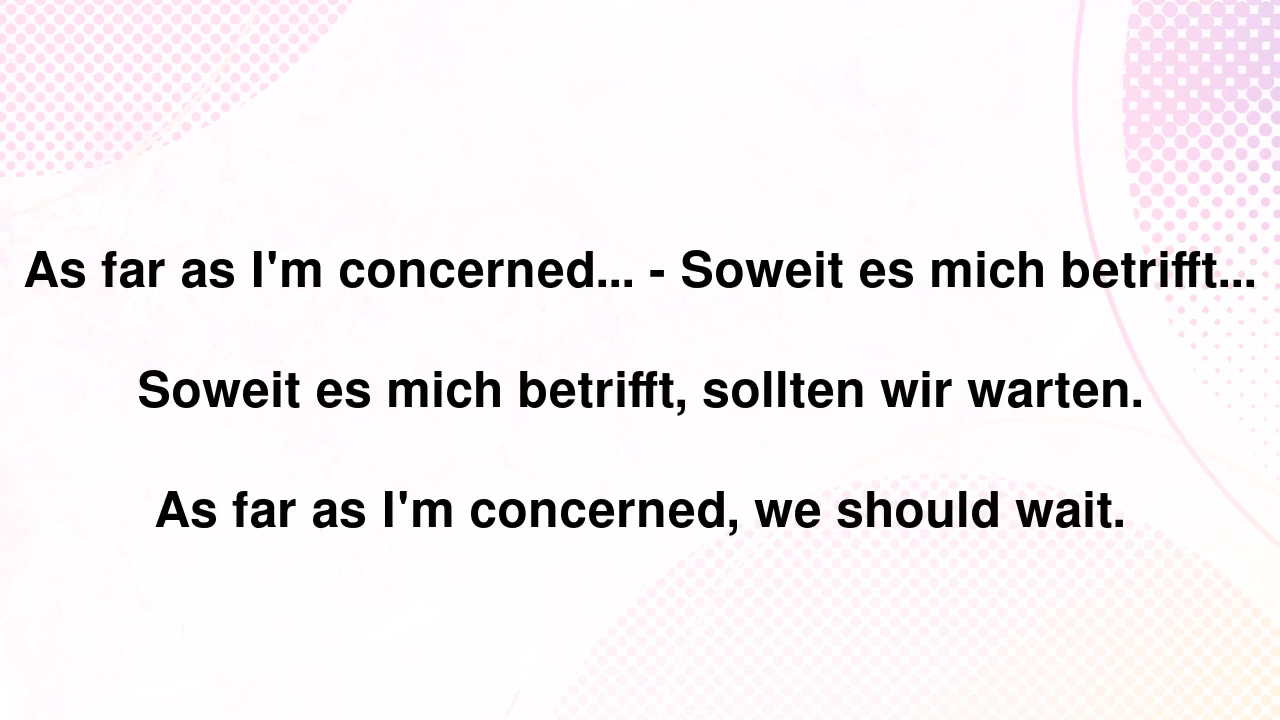 As far as I'm concerned... - Soweit es mich betrifft...
Soweit es mich betrifft, sollten wir warten.
As far as I'm concerned, we should wait.